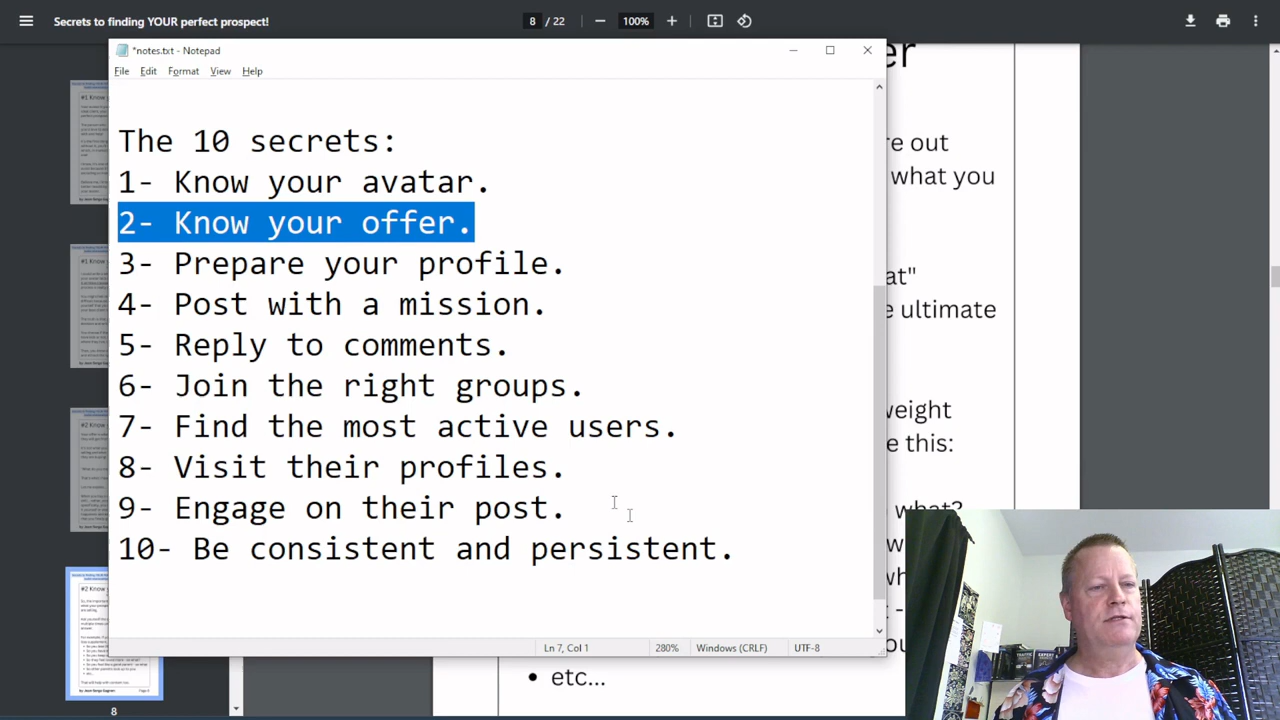 Secrets to finding YOUR perfect prospect!
8 / 22
100%
*notes.txt - Notepad
File Edit Format View Help
The 10 secrets:
1- Know your avatar.
2- Know your offer.
3- Prepare your profile.
4- Post with a mission.
5- Reply to comments.
6- Join the right groups.
7- Find the most active users.
8- Visit their profiles.
9- Engage on their post.
10- Be consistent and persistent.
Ln 7, Col 1
280%
Windows (CRLF)
UTF-8
er
re out
what you
at"
e ultimate
weight
e this:
what?
• etc...
8